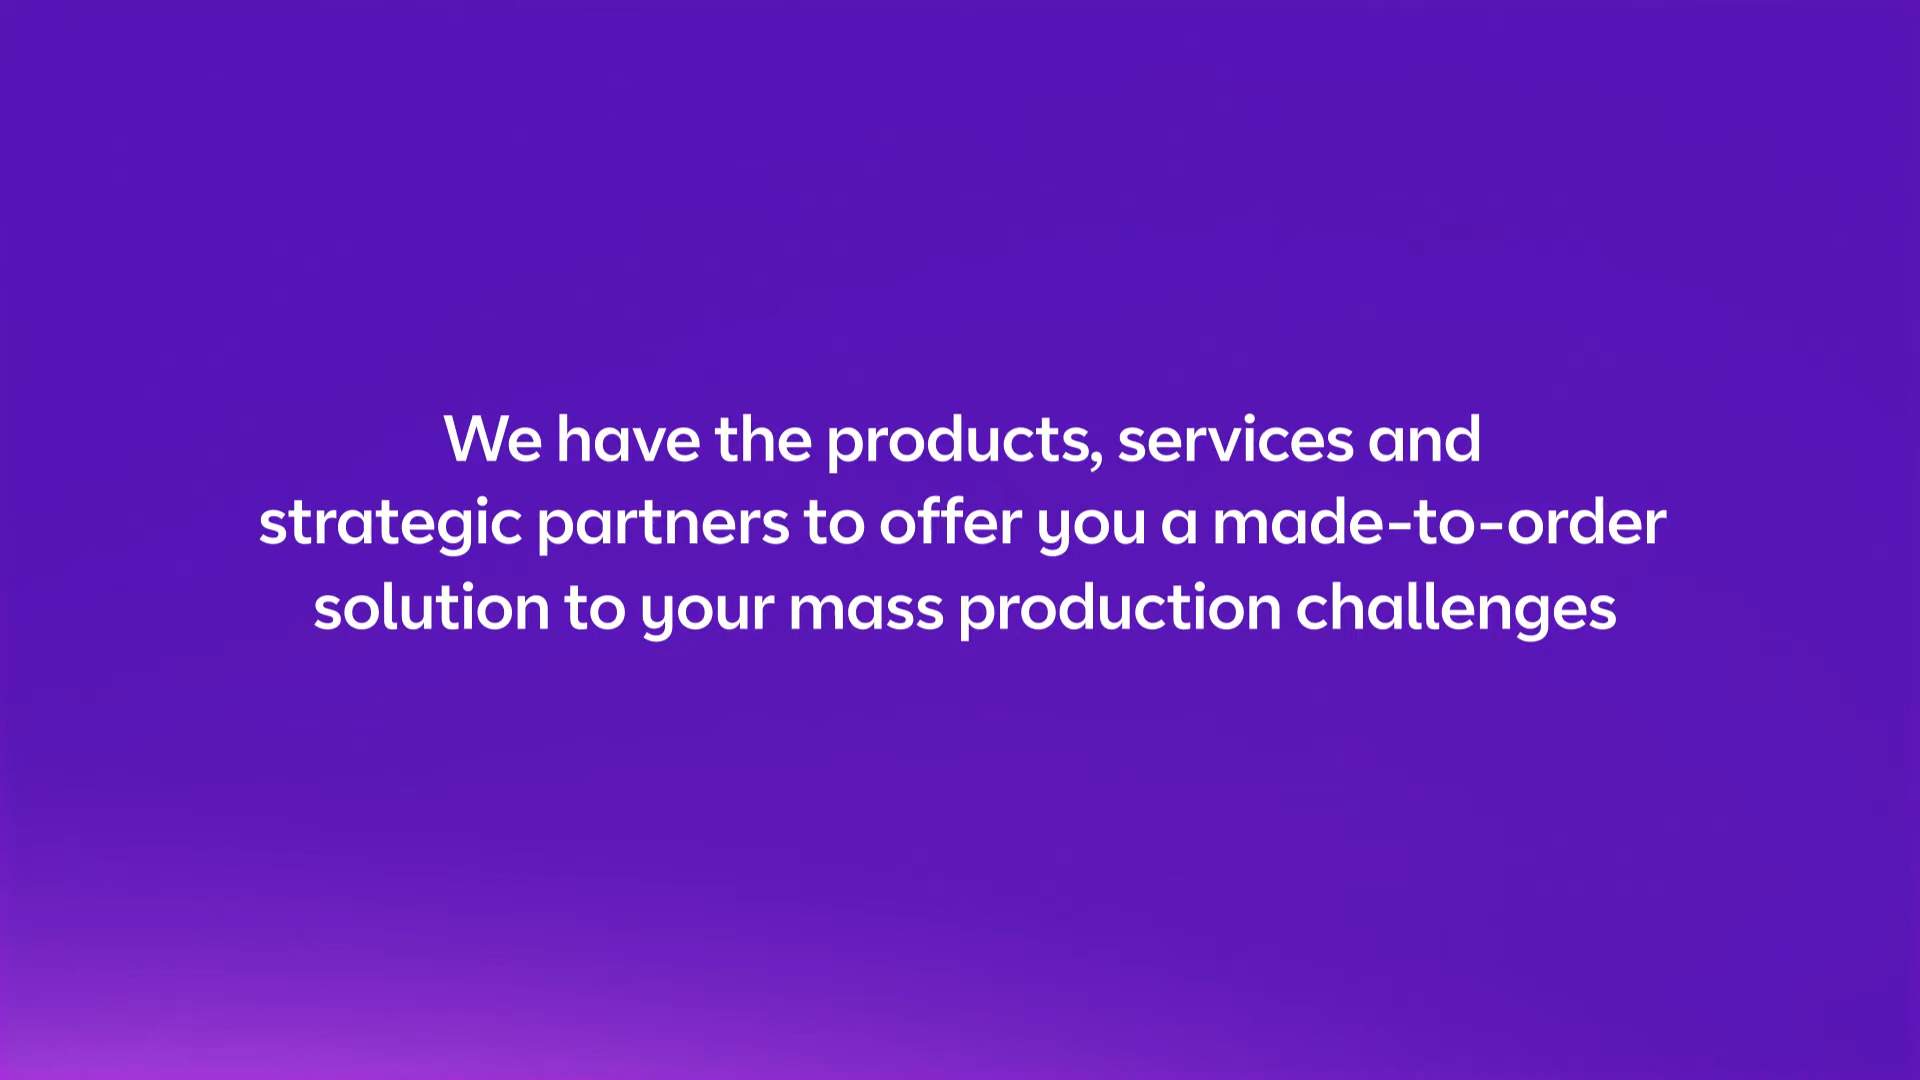 We have the products, services and
strategic partners to offer you a made-to-order
solution to your mass production challenges